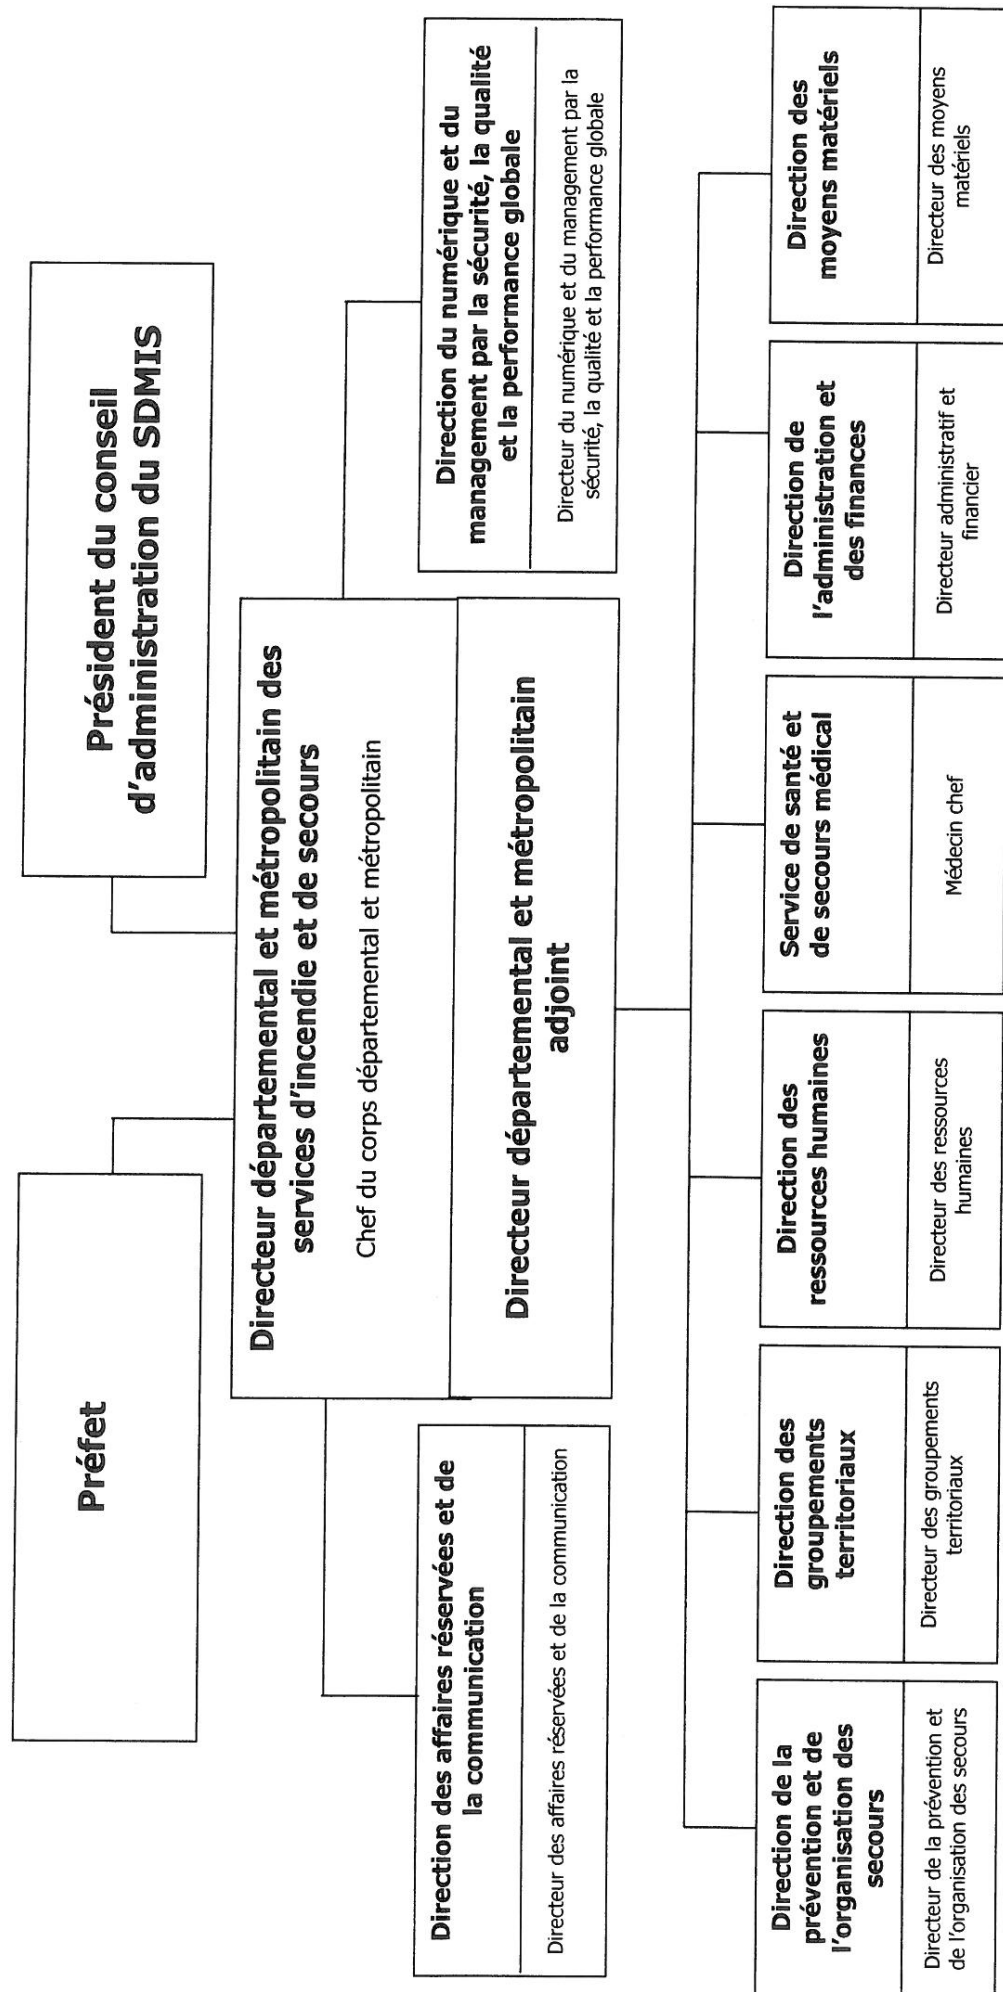 Préfet
Président du conseil
d'administration du SDMIS
Directeur départemental et métropolitain des
services d'incendie et de secours
Chef du corps départemental et métropolitain
Directeur départemental et métropolitain
adjoint
Direction des affaires réservées et de
la communication
Directeur des affaires réservées et de la communication
Direction du numérique et du
management par la sécurité, la qualité
et la performance globale
Directeur du numérique et du management par la
sécurité, la qualité et la performance globale
Direction de la
prévention et de
l'organisation des
secours
Directeur de la prévention et
de l'organisation des secours
Direction des
groupements
territoriaux
Directeur des groupements
territoriaux
Direction des
ressources humaines
Directeur des ressources
humaines
Service de santé et
de secours médical
Médecin chef
Direction de
l'administration et
des finances
Directeur administratif et
financier
Direction des
moyens matériels
Directeur des moyens
matériels